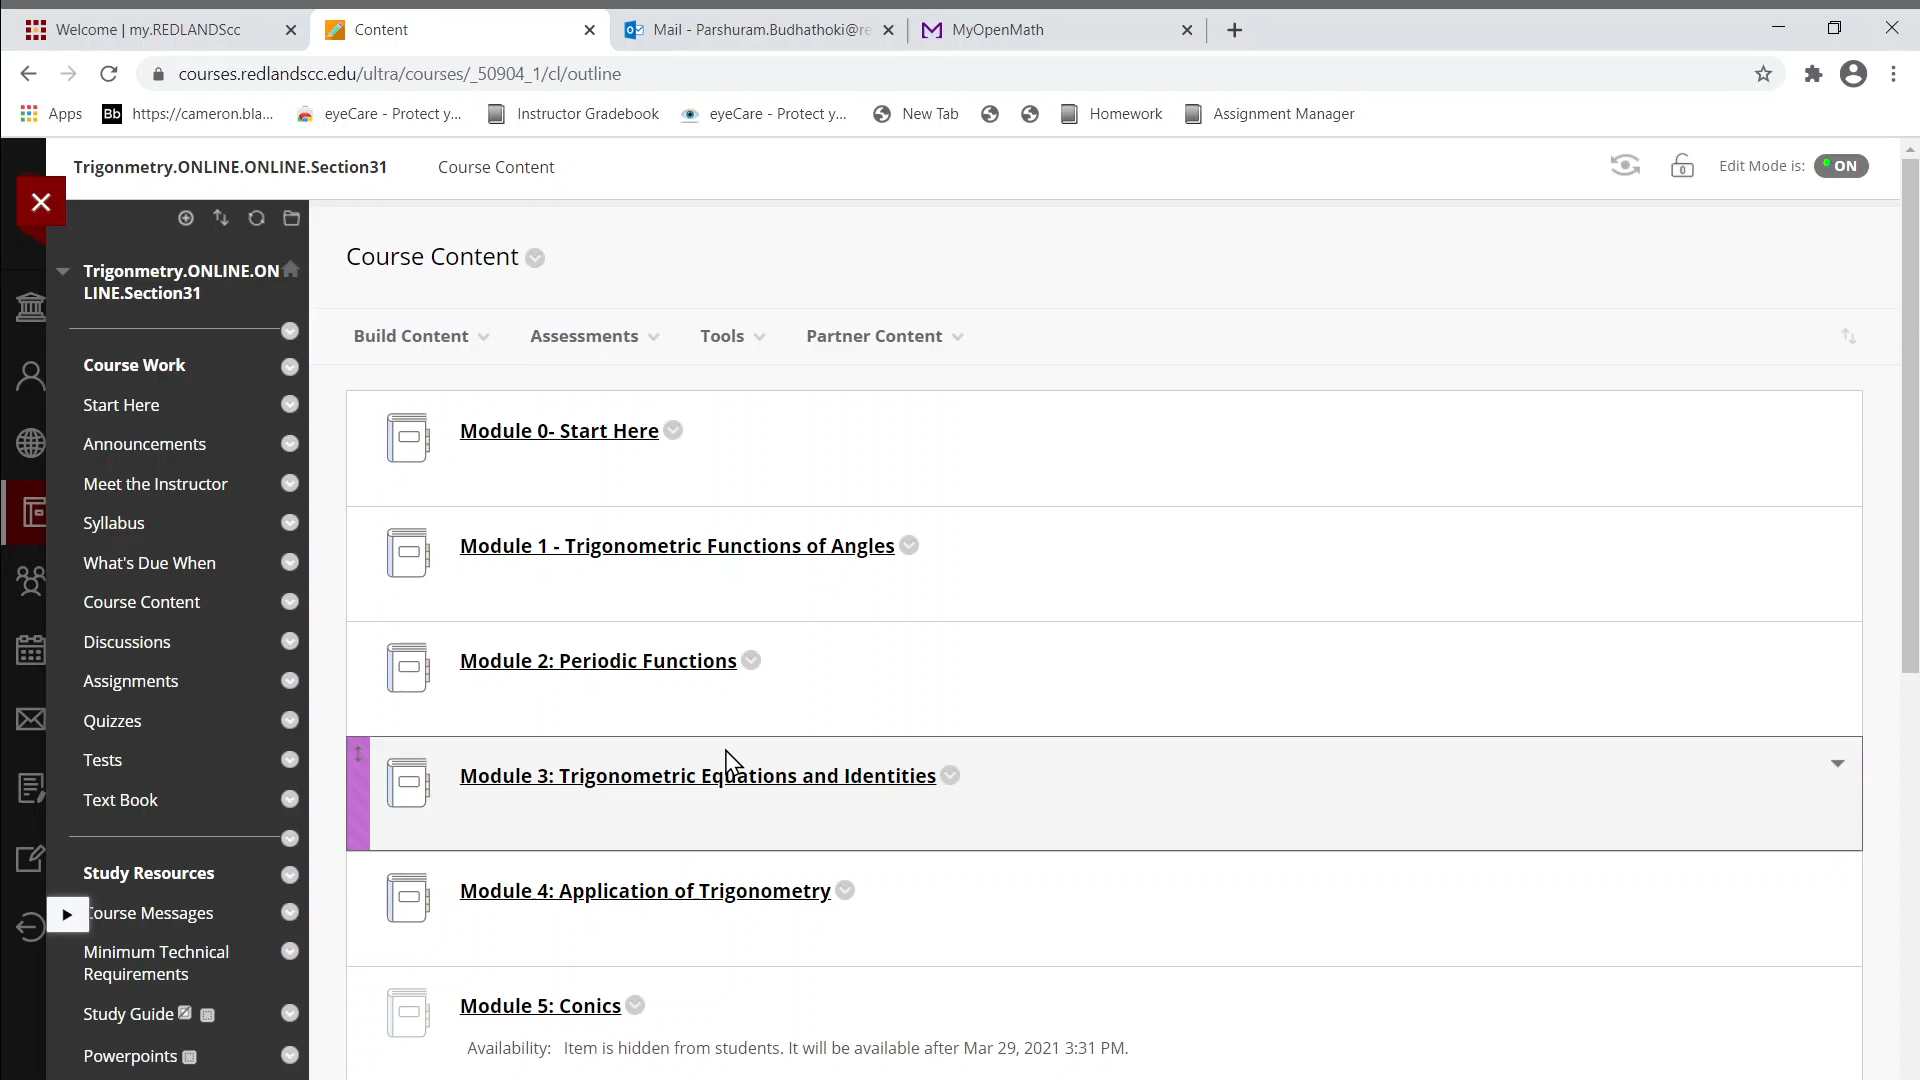 Welcome | my.REDLANDScc
Content
Mail - Parshuram.Budhathoki@re
MyOpenMath
courses.redlandscc.edu/ultra/courses/_50904_1/cl/outline
Apps
Bb
https://cameron.bla...
eyeCare - Protect y...
Instructor Gradebook
eyeCare - Protect y...
New Tab
Homework
Assignment Manager
Trigonmetry.ONLINE.ONLINE.Section31
Course Content
Edit Mode is:
ON
Trigonmetry.ONLINE.ON
LINE.Section31
Course Work
Start Here
Announcements
Meet the Instructor
Syllabus
What's Due When
Course Content
Discussions
Assignments
Quizzes
Tests
Text Book
Study Resources
Course Messages
Minimum Technical
Requirements
Study Guide
Powerpoints
Course Content
Build Content
Assessments
Tools
Partner Content
Module 0- Start Here
Module 1 - Trigonometric Functions of Angles
Module 2: Periodic Functions
Module 3: Trigonometric Equations and Identities
Module 4: Application of Trigonometry
Module 5: Conics
Availability: Item is hidden from students. It will be available after Mar 29, 2021 3:31 PM.